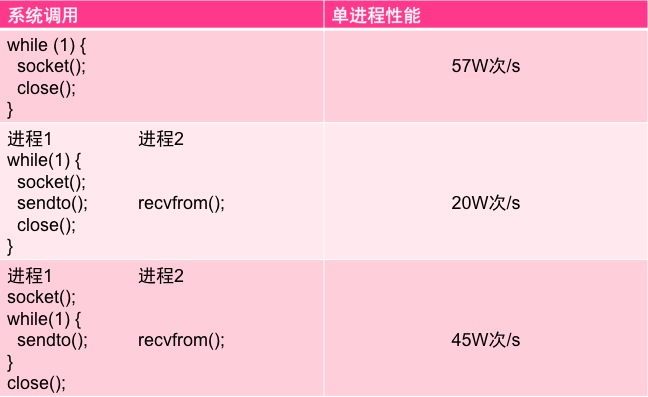 系统调用 单进程性能
while (1) {
socket();
close();
}
57W次/s
进程1 进程2
while(1) {
socket();
sendto(); recvfrom();
close();
}
20W次/s
进程1 进程2
socket();
while(1) {
sendto(); recvfrom();
}
close();
45W次/s